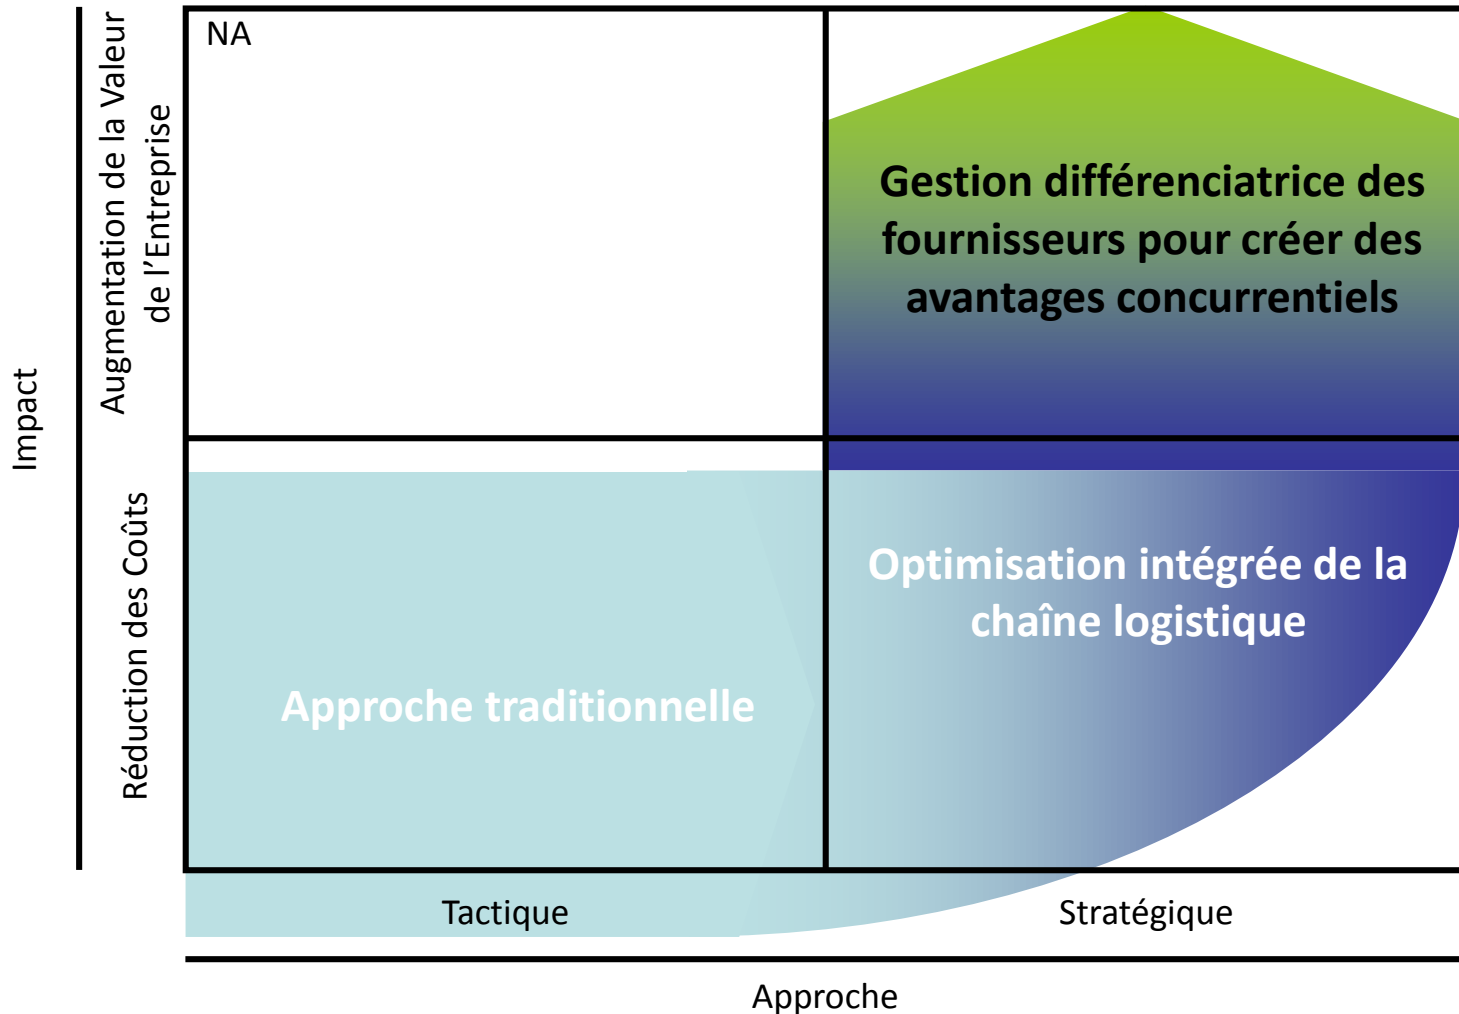 NA
Impact
Augmentation de la Valeur
de l’Entreprise
Gestion différenciatrice des
fournisseurs pour créer des
avantages concurrentiels
Réduction des Coûts
Optimisation intégrée de la
chaîne logistique
Approche traditionnelle
Tactique
Stratégique
Approche